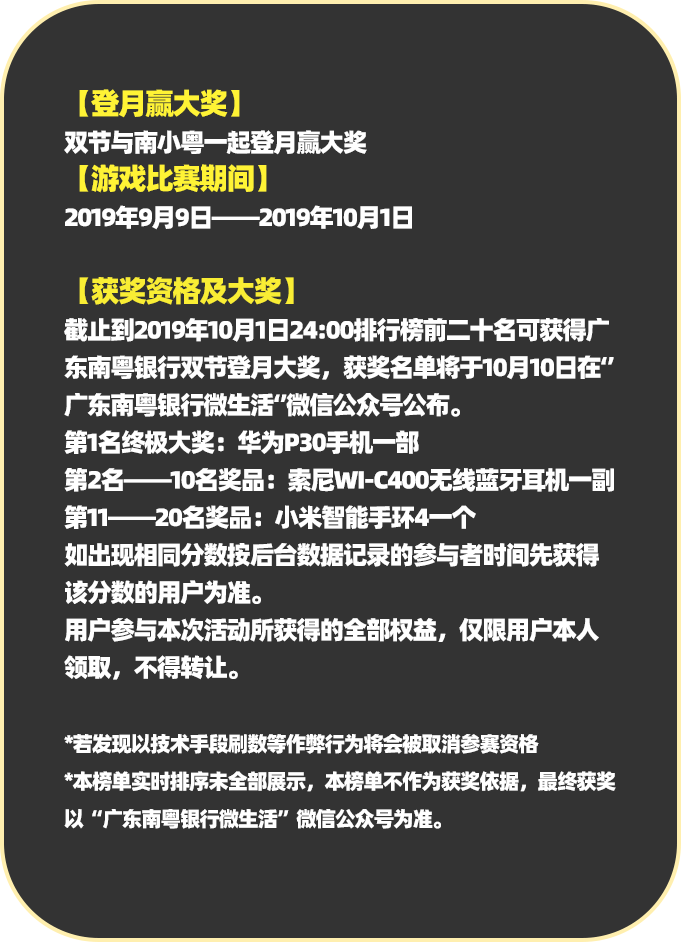 【登月赢大奖】
双节与南小粤一起登月赢大奖
【游戏比赛期间】
2019年9月9日——2019年10月1日
【获奖资格及大奖】
截止到2019年10月1日24:00排行榜前二十名可获得广
东南粤银行双节登月大奖，获奖名单将于10月10日在“
广东南粤银行微生活“微信公众号公布。
第1名终极大奖：华为P30手机一部
第2名——10名奖品：索尼WI-C400无线蓝牙耳机一副
第11——20名奖品：小米智能手环4一个
如出现相同分数按后台数据记录的参与者时间先获得
该分数的用户为准。
用户参与本次活动所获得的全部权益，仅限用户本人
领取，不得转让。
*若发现以技术手段刷数等作弊行为将会被取消参赛资格
*本榜单实时排序未全部展示，本榜单不作为获奖依据，最终获奖
以“广东南粤银行微生活”微信公众号为准。